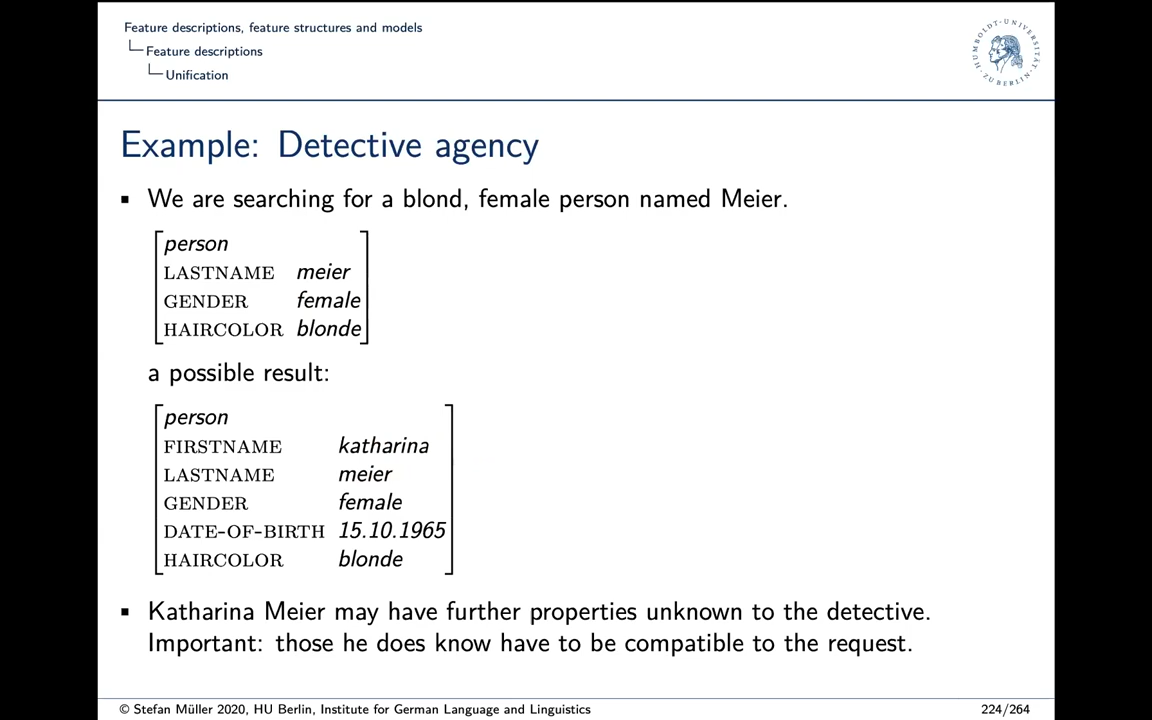 Feature descriptions, feature structures and models
Feature descriptions
Unification
HUMBOLDT-UNIVERSITÄT ZU BERLIN
Example: Detective agency
▪ We are searching for a blond, female person named Meier.
person
LASTNAME meier
GENDER female
HAIRCOLOR blonde
a possible result:
person
FIRSTNAME katharina
LASTNAME meier
GENDER female
DATE-OF-BIRTH 15.10.1965
HAIRCOLOR blonde
▪ Katharina Meier may have further properties unknown to the detective.
Important: those he does know have to be compatible to the request.
© Stefan Müller 2020, HU Berlin, Institute for German Language and Linguistics 224/264